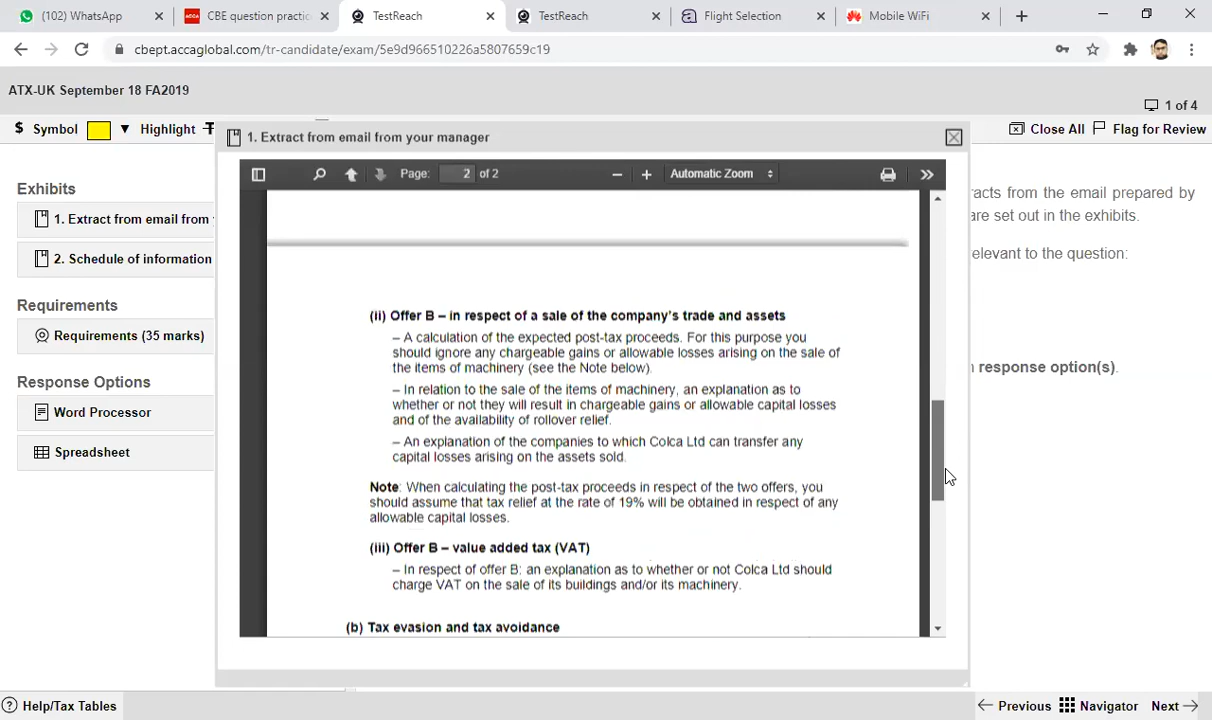 (102) WhatsApp
CBE question practic
TestReach
TestReach
Flight Selection
Mobile WiFi
cbept.accaglobal.com/tr-candidate/exam/5e9d966510226a5807659c19
ATX-UK September 18 FA2019
1 of 4
$ Symbol
Highlight
Close All
Flag for Review
1. Extract from email from your manager
Page: 2 of 2
Automatic Zoom
Exhibits
1. Extract from email from
2. Schedule of information
Requirements
Requirements (35 marks)
Response Options
Word Processor
Spreadsheet
racts from the email prepared by
are set out in the exhibits.
elevant to the question:
response option(s).
(ii) Offer B – in respect of a sale of the company's trade and assets
– A calculation of the expected post-tax proceeds. For this purpose you
should ignore any chargeable gains or allowable losses arising on the sale of
the items of machinery (see the Note below).
– In relation to the sale of the items of machinery, an explanation as to
whether or not they will result in chargeable gains or allowable capital losses
and of the availability of rollover relief.
– An explanation of the companies to which Colca Ltd can transfer any
capital losses arising on the assets sold.
Note: When calculating the post-tax proceeds in respect of the two offers, you
should assume that tax relief at the rate of 19% will be obtained in respect of any
allowable capital losses.
(iii) Offer B – value added tax (VAT)
– In respect of offer B: an explanation as to whether or not Colca Ltd should
charge VAT on the sale of its buildings and/or its machinery.
(b) Tax evasion and tax avoidance
Help/Tax Tables
Previous
Navigator
Next